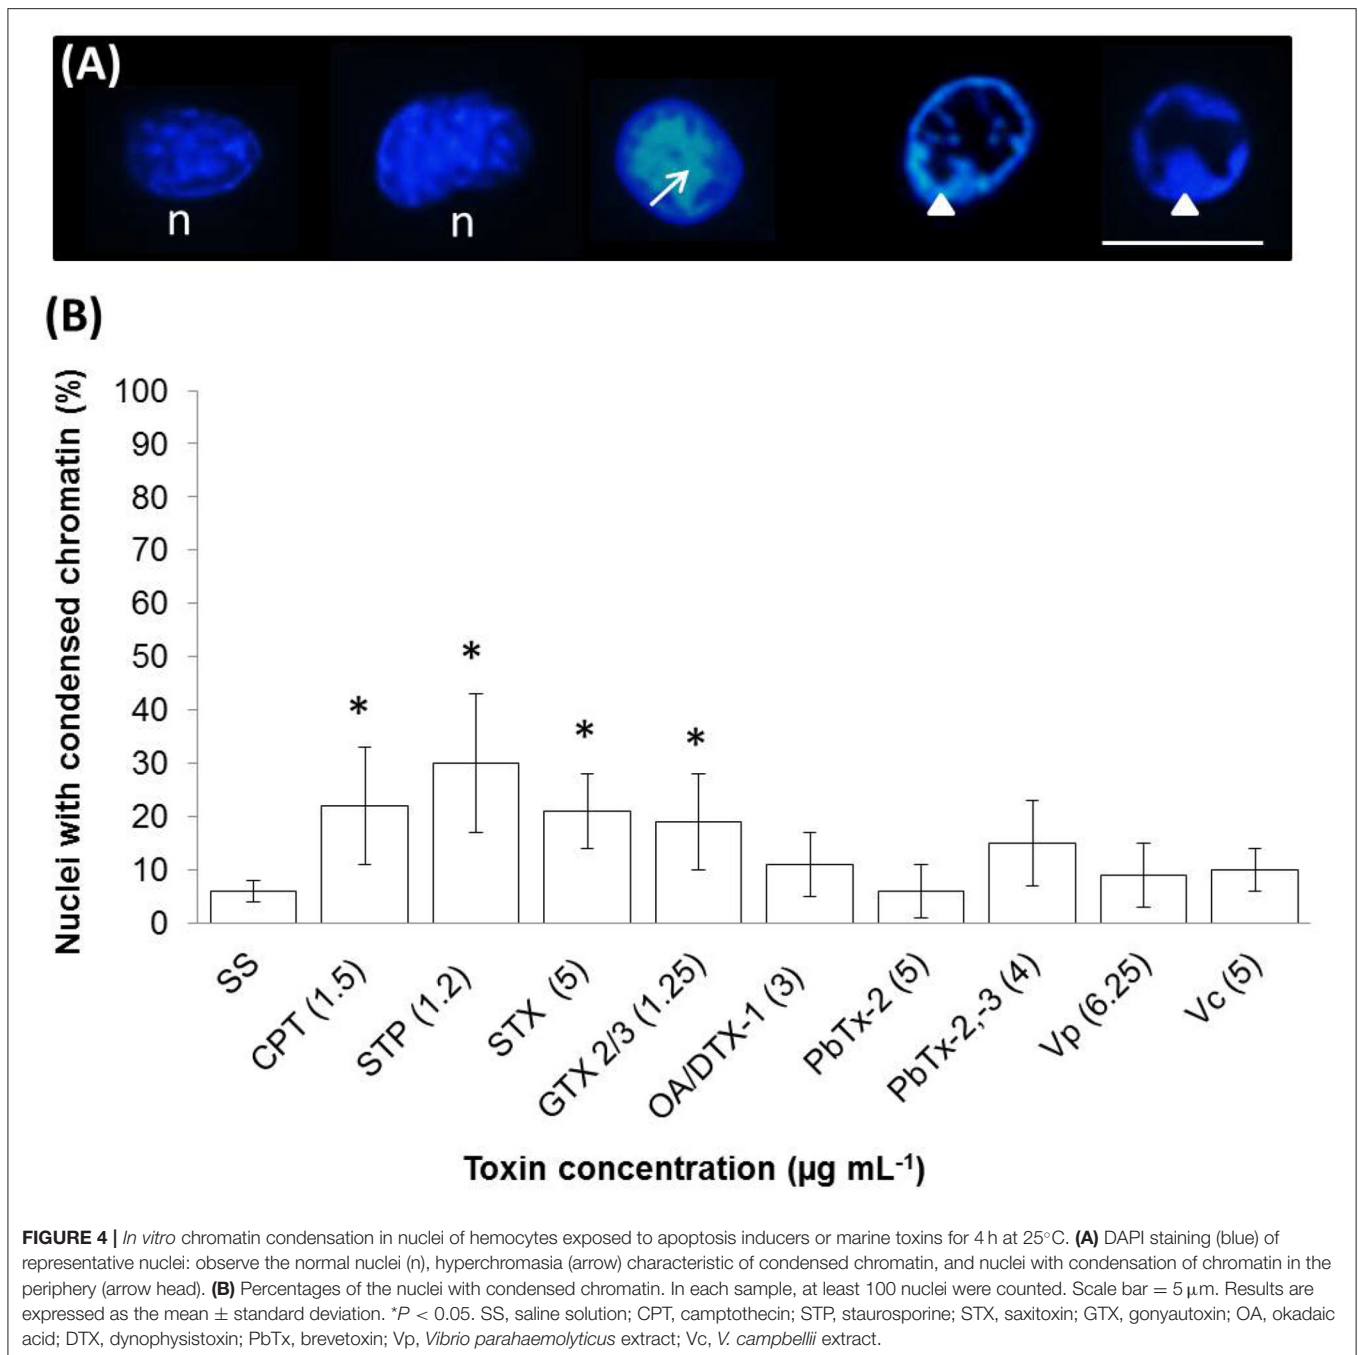 (A)
n
n
(B)
Nuclei with condensed chromatin (%)
100
90
80
70
60
50
40
30
20
10
0
*
*
*
*
SS
CPT (1.5)
STP (1.2)
STX (5)
GTX 2/3 (1.25)
OA/DTX-1 (3)
PbTx-2 (5)
PbTx-2,-3 (4)
Vp (6.25)
Vc (5)
Toxin concentration (µg mL⁻¹)
FIGURE 4 | In vitro chromatin condensation in nuclei of hemocytes exposed to apoptosis inducers or marine toxins for 4 h at 25°C. (A) DAPI staining (blue) of
representative nuclei: observe the normal nuclei (n), hyperchromasia (arrow) characteristic of condensed chromatin, and nuclei with condensation of chromatin in the
periphery (arrow head). (B) Percentages of the nuclei with condensed chromatin. In each sample, at least 100 nuclei were counted. Scale bar = 5 µm. Results are
expressed as the mean ± standard deviation. *P < 0.05. SS, saline solution; CPT, camptothecin; STP, staurosporine; STX, saxitoxin; GTX, gonyautoxin; OA, okadaic
acid; DTX, dynophysistoxin; PbTx, brevetoxin; Vp, Vibrio parahaemolyticus extract; Vc, V. campbellii extract.